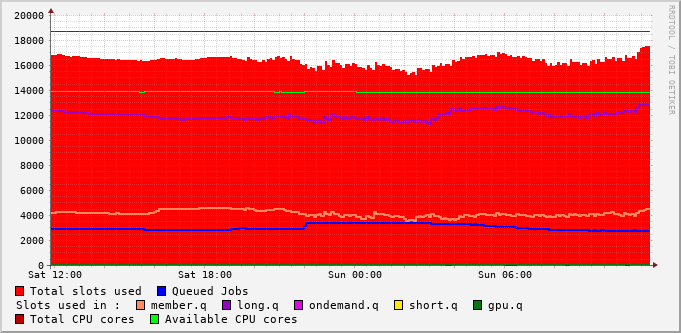 20000
18000
16000
14000
12000
10000
8000
6000
4000
2000
0
Sat 12:00 Sat 18:00 Sun 00:00 Sun 06:00
Total slots used Queued Jobs
Slots used in : member.q long.q ondemand.q short.q gpu.q
Total CPU cores Available CPU cores
RRDTOOL / TOBI OETIKER